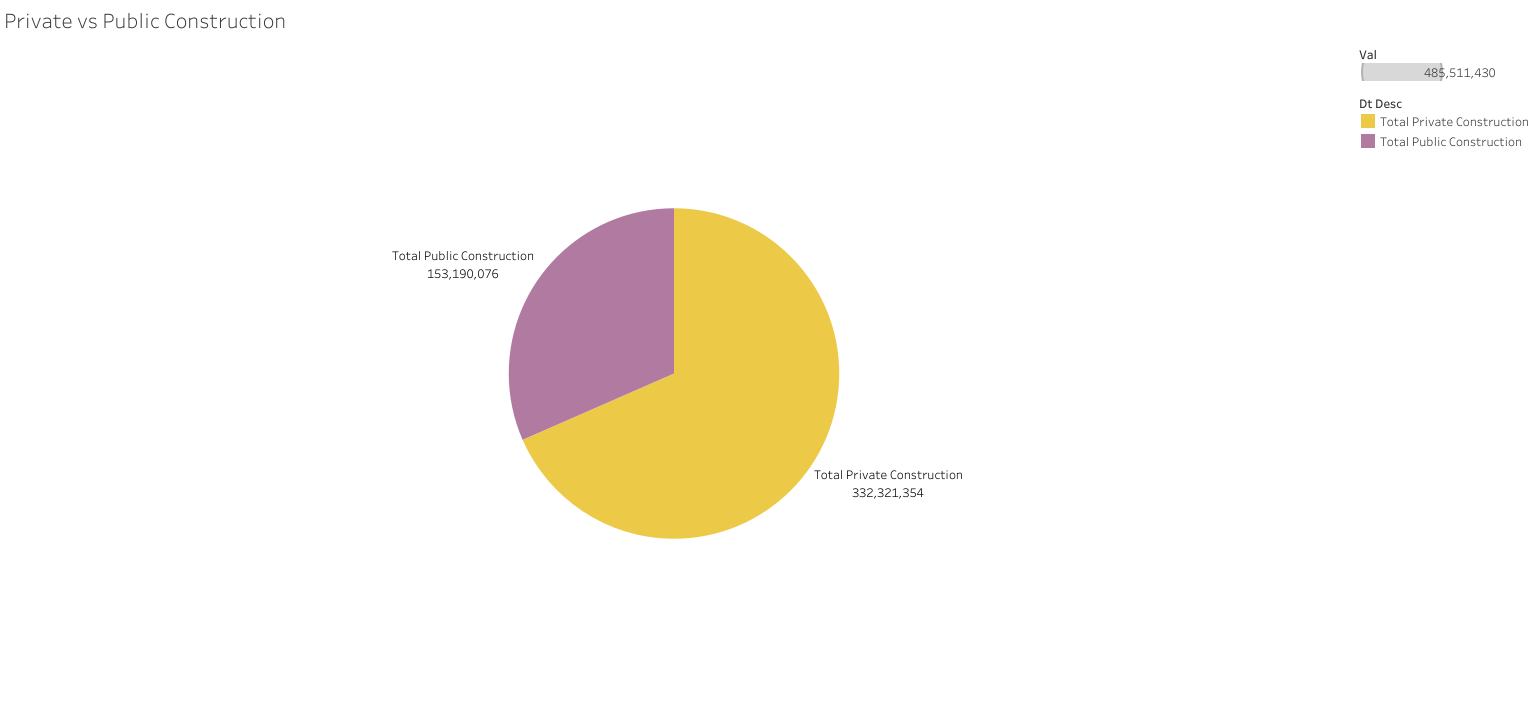 Private vs Public Construction
Val
485,511,430
Dt Desc
Total Private Construction
Total Public Construction
Total Public Construction
153,190,076
Total Private Construction
332,321,354